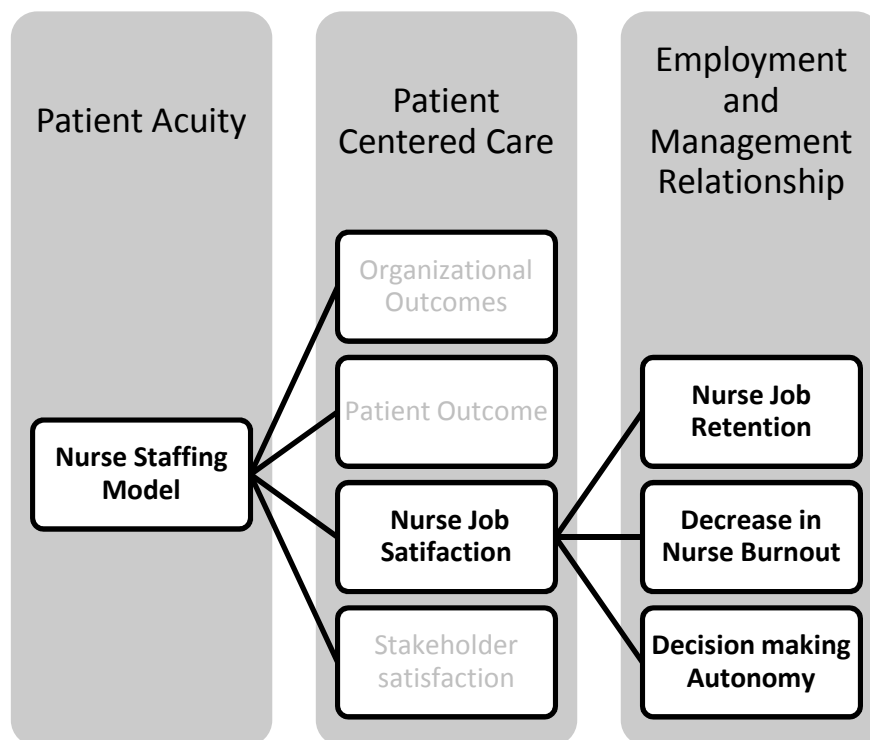 Patient Acuity
Patient
Centered Care
Employment
and
Management
Relationship
Nurse Staffing
Model
Organizational
Outcomes
Patient Outcome
Nurse Job
Satifaction
Stakeholder
satisfaction
Nurse Job
Retention
Decrease in
Nurse Burnout
Decision making
Autonomy